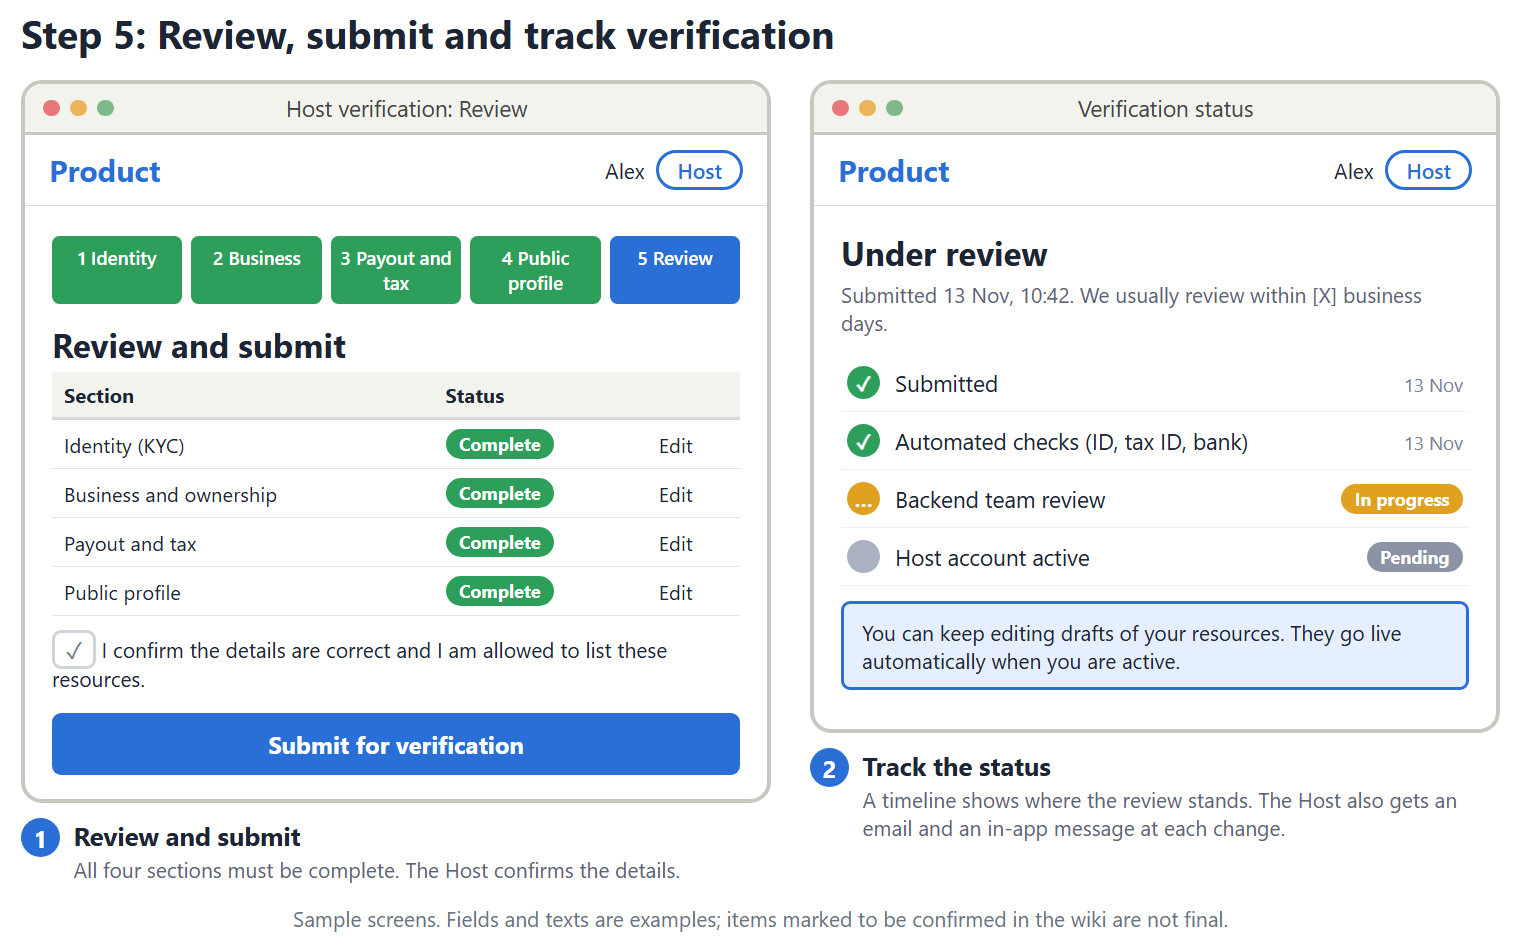 Step 5: Review, submit and track verification
Host verification: Review
Product
Alex
Host
1 Identity
2 Business
3 Payout and
tax
4 Public
profile
5 Review
Review and submit
Section
Status
Identity (KYC)
Complete
Edit
Business and ownership
Complete
Edit
Payout and tax
Complete
Edit
Public profile
Complete
Edit
✓ I confirm the details are correct and I am allowed to list these
resources.
Submit for verification
1
Review and submit
All four sections must be complete. The Host confirms the details.
Verification status
Product
Alex
Host
Under review
Submitted 13 Nov, 10:42. We usually review within [X] business
days.
✓ Submitted
13 Nov
✓ Automated checks (ID, tax ID, bank)
13 Nov
... Backend team review
In progress
Host account active
Pending
You can keep editing drafts of your resources. They go live
automatically when you are active.
2
Track the status
A timeline shows where the review stands. The Host also gets an
email and an in-app message at each change.
Sample screens. Fields and texts are examples; items marked to be confirmed in the wiki are not final.